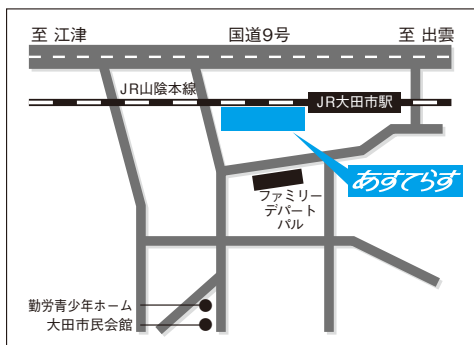 至 江津
国道9号
至 出雲
JR山陰本線
JR大田市駅
あすてらす
ファミリー
デパート
パル
勤労青少年ホーム
大田市民会館